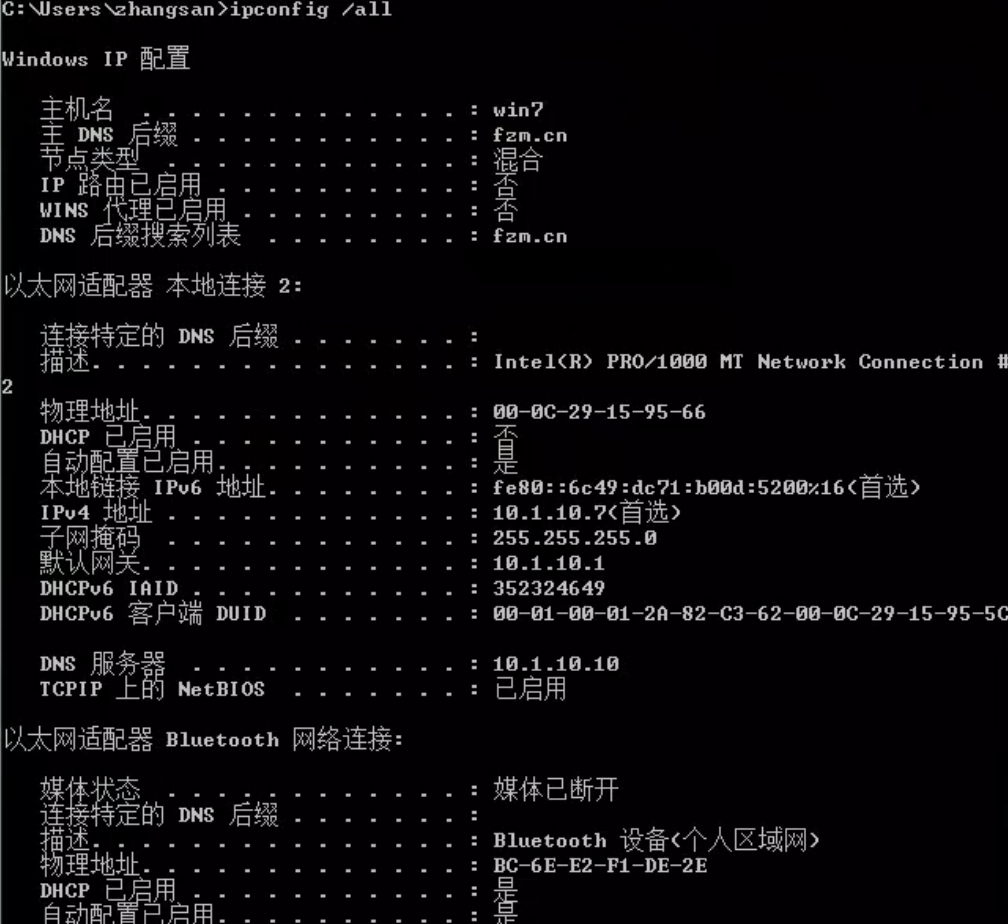 C:\Users\zhangsan>ipconfig /all
Windows IP 配置
主机名 . . . . . . . . . . . . . : win7
主 DNS 后缀 . . . . . . . . . . . : fzm.cn
节点类型 . . . . . . . . . . . . : 混合
IP 路由已启用 . . . . . . . . . . : 否
WINS 代理已启用 . . . . . . . . . : 否
DNS 后缀搜索列表 . . . . . . . . : fzm.cn
以太网适配器 本地连接 2:
连接特定的 DNS 后缀 . . . . . . . :
描述. . . . . . . . . . . . . . . : Intel(R) PRO/1000 MT Network Connection #
2
物理地址. . . . . . . . . . . . . : 00-0C-29-15-95-66
DHCP 已启用 . . . . . . . . . . . : 否
自动配置已启用. . . . . . . . . . : 是
本地链接 IPv6 地址. . . . . . . . : fe80::6c49:dc71:b00d:5200%16(首选)
IPv4 地址 . . . . . . . . . . . . : 10.1.10.7(首选)
子网掩码 . . . . . . . . . . . . : 255.255.255.0
默认网关. . . . . . . . . . . . . : 10.1.10.1
DHCPv6 IAID . . . . . . . . . . . : 352324649
DHCPv6 客户端 DUID . . . . . . . : 00-01-00-01-2A-82-C3-62-00-0C-29-15-95-5C
DNS 服务器 . . . . . . . . . . . : 10.1.10.10
TCPIP 上的 NetBIOS . . . . . . . : 已启用
以太网适配器 Bluetooth 网络连接:
媒体状态 . . . . . . . . . . . . : 媒体已断开
连接特定的 DNS 后缀 . . . . . . . :
描述. . . . . . . . . . . . . . . : Bluetooth 设备(个人区域网)
物理地址. . . . . . . . . . . . . : BC-6E-E2-F1-DE-2E
DHCP 已启用 . . . . . . . . . . . : 是
自动配置已启用. . . . . . . . . . : 是